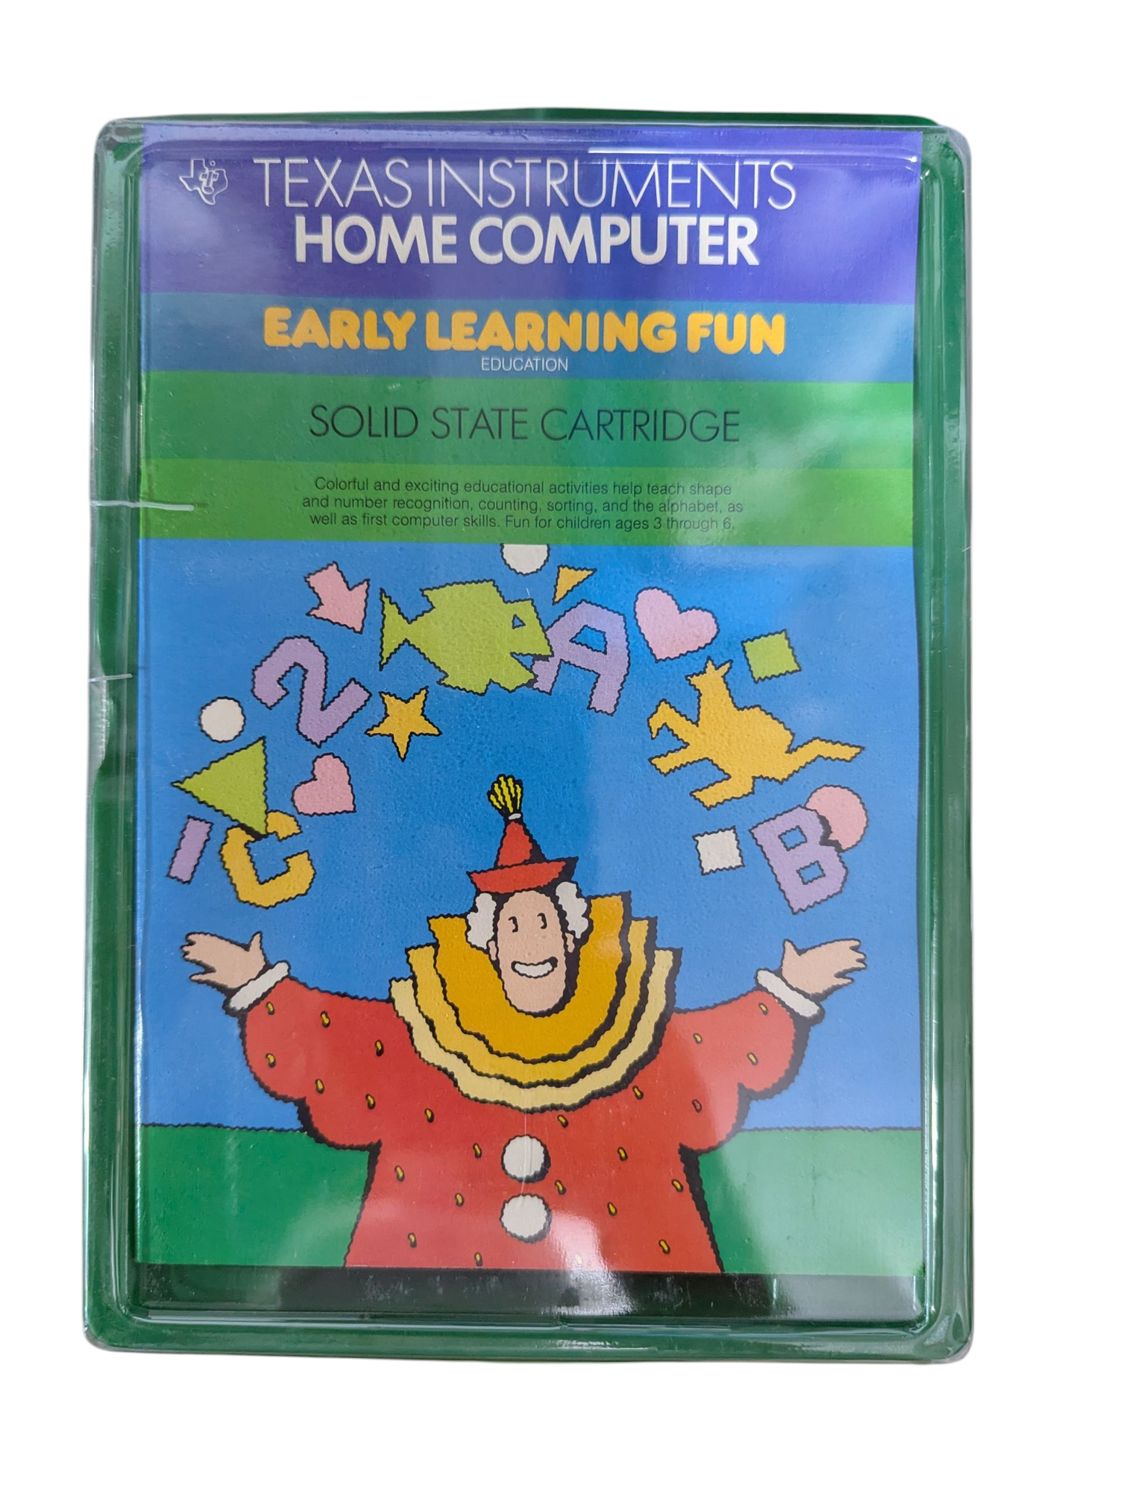 TEXAS INSTRUMENTS
HOME COMPUTER
EARLY LEARNING FUN
EDUCATION
SOLID STATE CARTRIDGE
Colorful and exciting educational activities help teach shape
and number recognition, counting, sorting, and the alphabet, as
well as first computer skills. Fun for children ages 3 through 6.
2
A
1
C
B